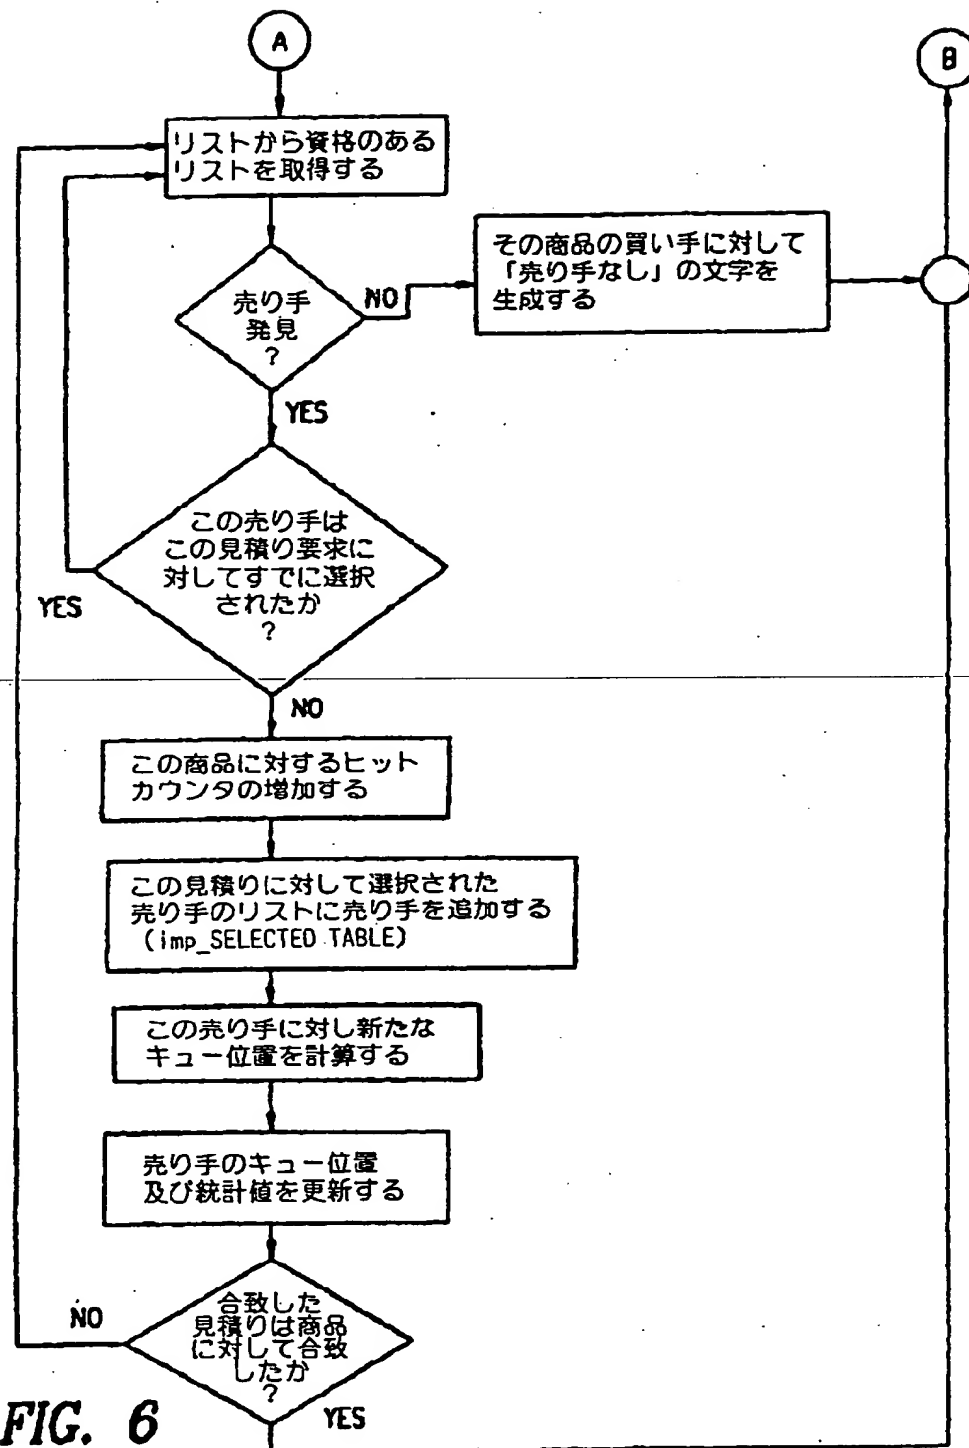 A
B
リストから資格のある
リストを取得する
その商品の買い手に対して
「売り手なし」の文字を
生成する
売り手
発見
?
NO
YES
この売り手は
この見積り要求に
対してすでに選択
されたか
?
YES
NO
この商品に対するヒット
カウンタの増加する
この見積りに対して選択された
売り手のリストに売り手を追加する
(imp_SELECTED TABLE)
この売り手に対し新たな
キュー位置を計算する
売り手のキュー位置
及び統計値を更新する
合致した
見積りは商品
に対して合致
したか
?
NO
YES
FIG. 6